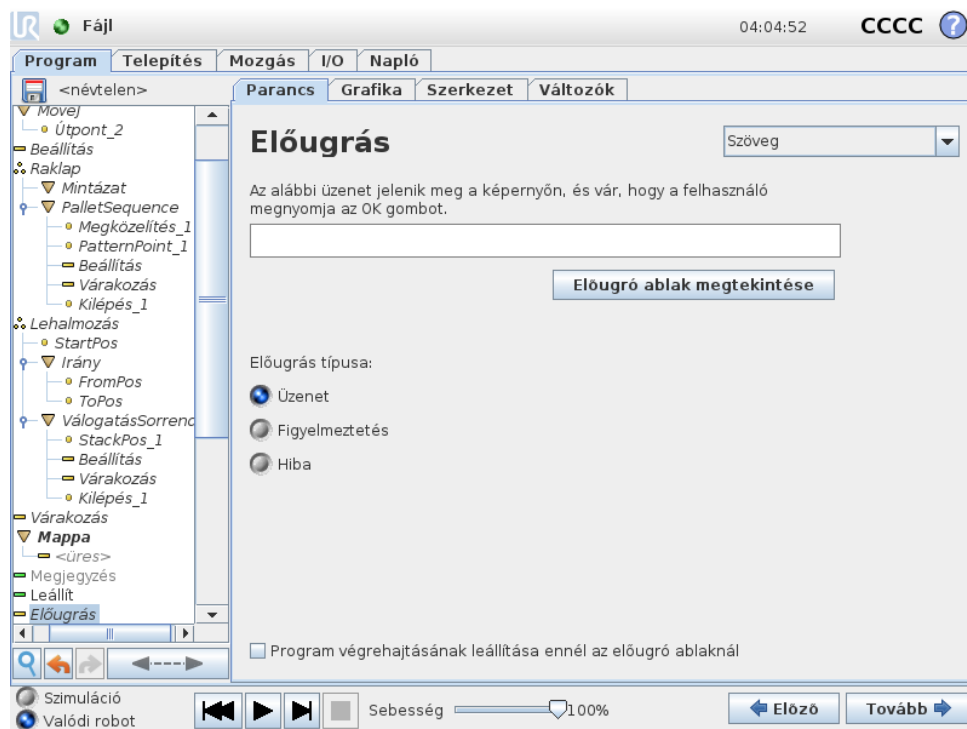 UR Fájl 04:04:52 CCCC ?
Program Telepítés Mozgás I/O Napló
<névtelen>
MoveJ
Útpont_2
Beállítás
Raklap
Mintázat
PalletSequence
Megközelítés_1
PatternPoint_1
Beállítás
Várakozás
Kilépés_1
Lehalmozás
StartPos
Irány
FromPos
ToPos
VálogatásSorrend
StackPos_1
Beállítás
Várakozás
Kilépés_1
Várakozás
Mappa
<üres>
Megjegyzés
Leállít
Előugrás
Parancs Grafika Szerkezet Változók
Előugrás
Szöveg
Az alábbi üzenet jelenik meg a képernyőn, és vár, hogy a felhasználó
megnyomja az OK gombot.
Előugró ablak megtekintése
Előugrás típusa:
Üzenet
Figyelmeztetés
Hiba
Program végrehajtásának leállítása ennél az előugró ablaknál
Szimuláció
Valódi robot
Sebesség 100%
Előző Tovább